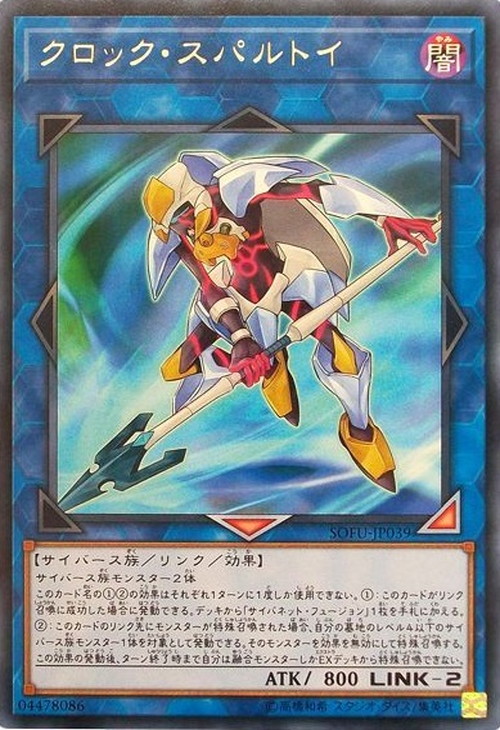 クロック・スパルトイ
闇
SOFU-JP039
【サイバース族/リンク/効果】
サイバース族モンスター2体
このカード名の①②の効果はそれぞれ1ターンに1度しか使用できない。①:このカードがリンク
召喚に成功した場合に発動できる。デッキから「サイバネット・フュージョン」1枚を手札に加える。
②:このカードのリンク先にモンスターが特殊召喚された場合、自分の墓地のレベル4以下のサイ
バース族モンスター1体を対象として発動できる。そのモンスターを効果を無効にして特殊召喚する。
この効果の発動後、ターン終了時まで自分は融合モンスターしかEXデッキから特殊召喚できない。
ATK/ 800 LINK-2
04478086 ©高橋和希 スタジオ・ダイス/集英社